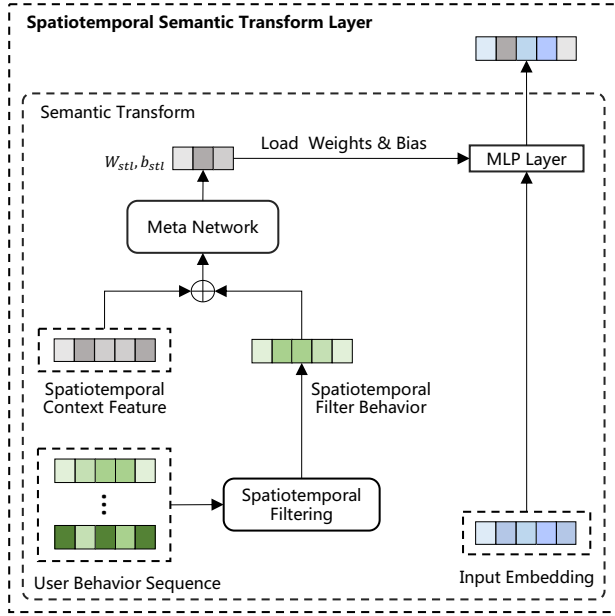 Spatiotemporal Semantic Transform Layer
Semantic Transform
W_stl, b_stl
Load Weights & Bias
MLP Layer
Meta Network
Spatiotemporal
Context Feature
Spatiotemporal
Filter Behavior
Spatiotemporal
Filtering
User Behavior Sequence
Input Embedding